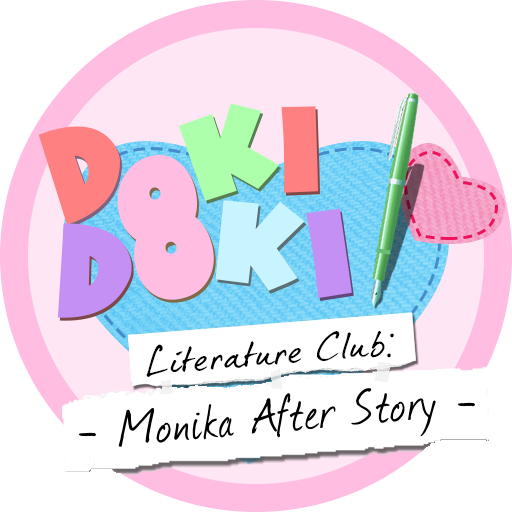 DOKI
DOKI
Literature Club:
- Monika After Story -